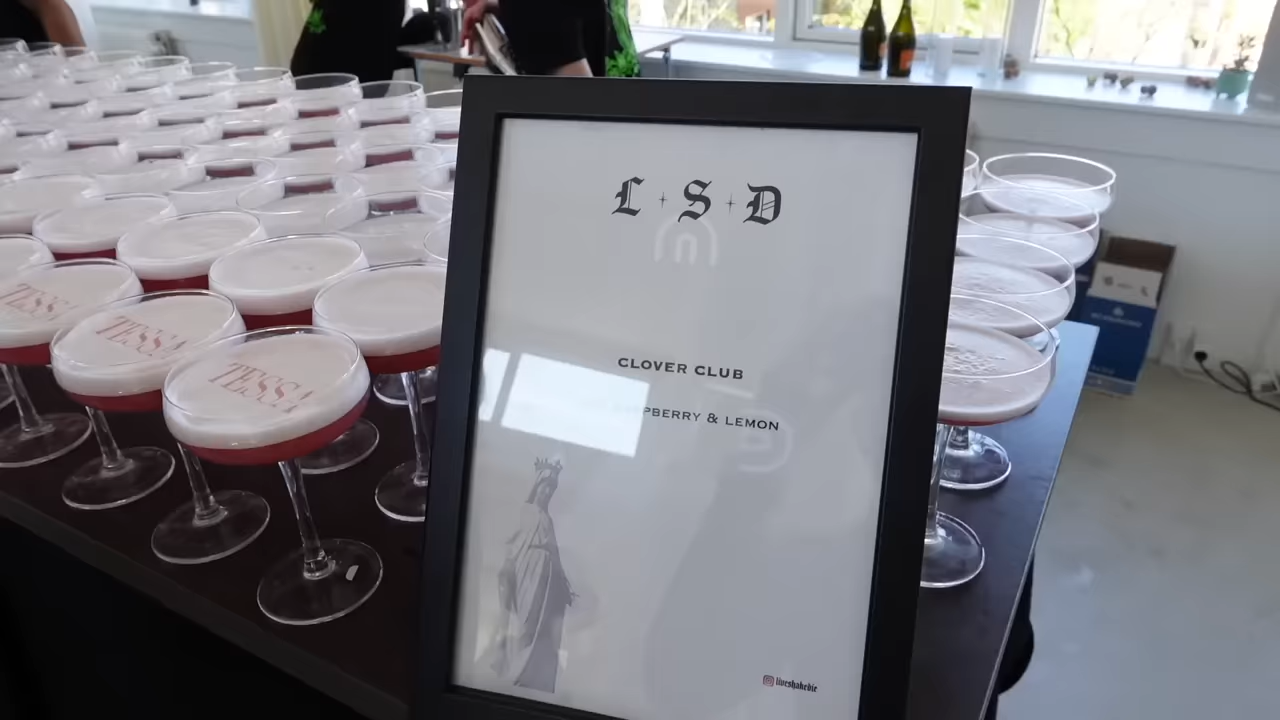 L S D
CLOVER CLUB
PBERRY & LEMON
liveshakedie
TESSA
TESSA
TESSA